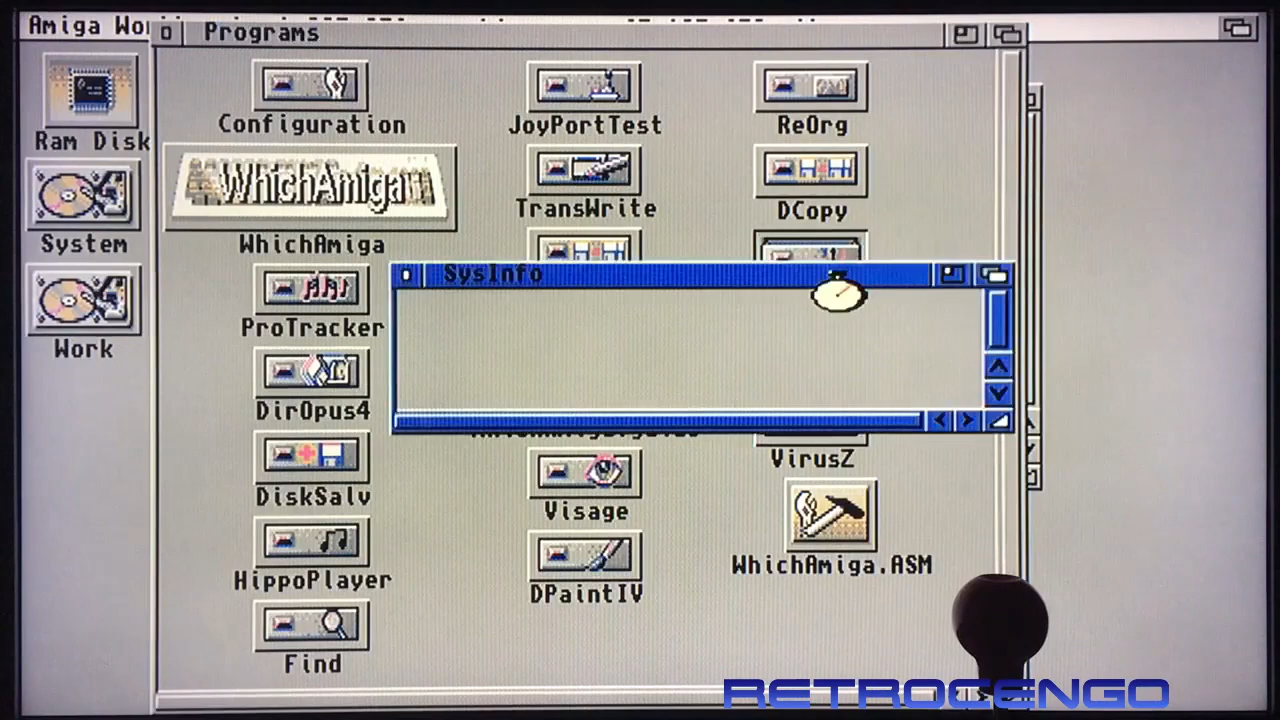 Amiga Wo
Programs
Ram Disk
System
Work
Configuration
JoyPortTest
ReOrg
WhichAmiga
WhichAmiga
TransWrite
DCopy
SysInfo
ProTracker
DirOpus4
DiskSalv
HippoPlayer
Find
Visage
DPaintIV
VirusZ
WhichAmiga.ASM
RETROCENGO